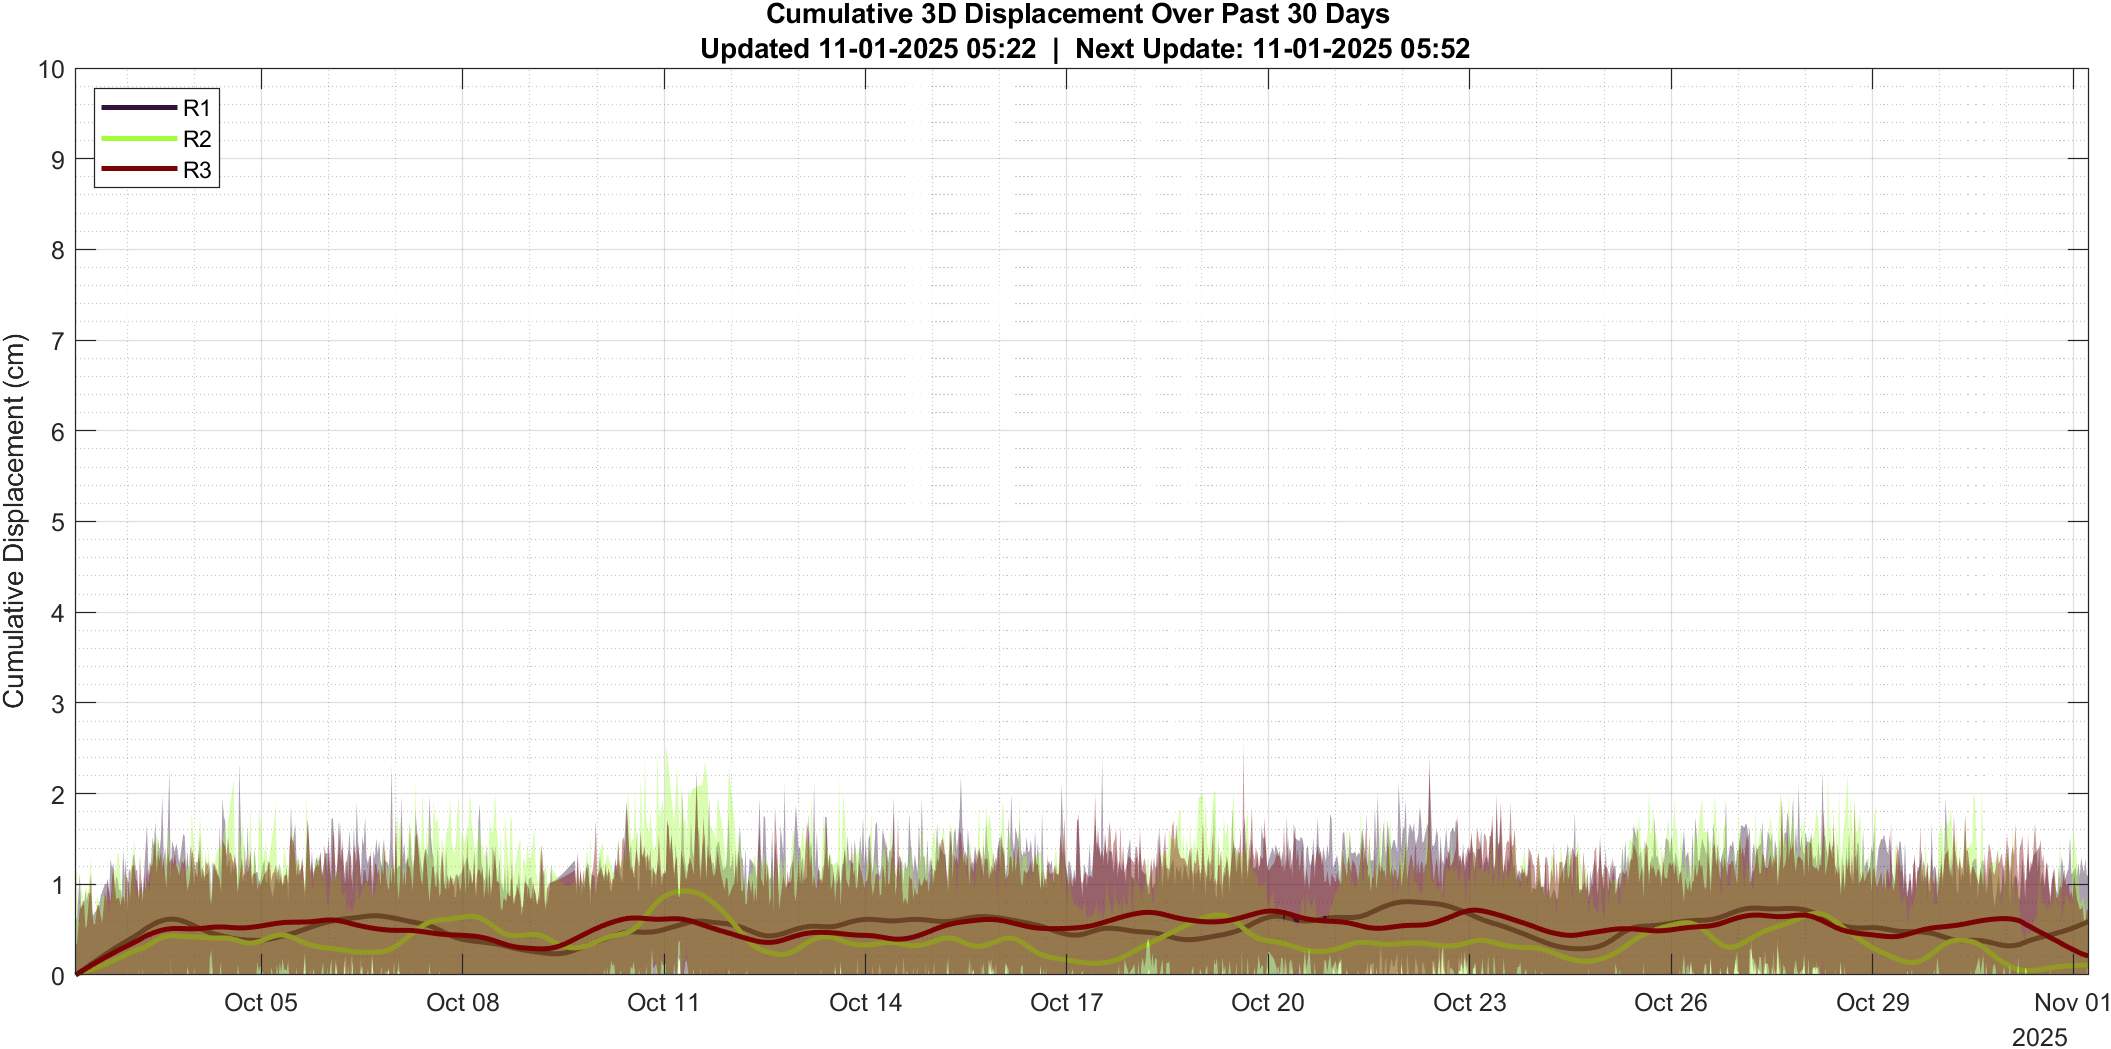 Cumulative 3D Displacement Over Past 30 Days
Updated 11-01-2025 05:22 | Next Update: 11-01-2025 05:52
R1
R2
R3
Cumulative Displacement (cm)
10
9
8
7
6
5
4
3
2
1
0
Oct 05 Oct 08 Oct 11 Oct 14 Oct 17 Oct 20 Oct 23 Oct 26 Oct 29 Nov 01
2025